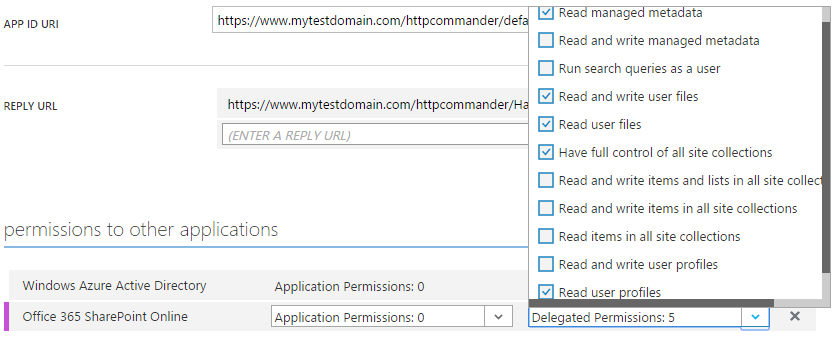 APP ID URI
https://www.mytestdomain.com/httpcommander/defa
REPLY URL
https://www.mytestdomain.com/httpcommander/Ha
(ENTER A REPLY URL)
Read managed metadata
Read and write managed metadata
Run search queries as a user
Read and write user files
Read user files
Have full control of all site collections
Read and write items and lists in all site collect
Read and write items in all site collections
Read items in all site collections
Read and write user profiles
Read user profiles
permissions to other applications
Windows Azure Active Directory Application Permissions: 0
Office 365 SharePoint Online Application Permissions: 0 Delegated Permissions: 5